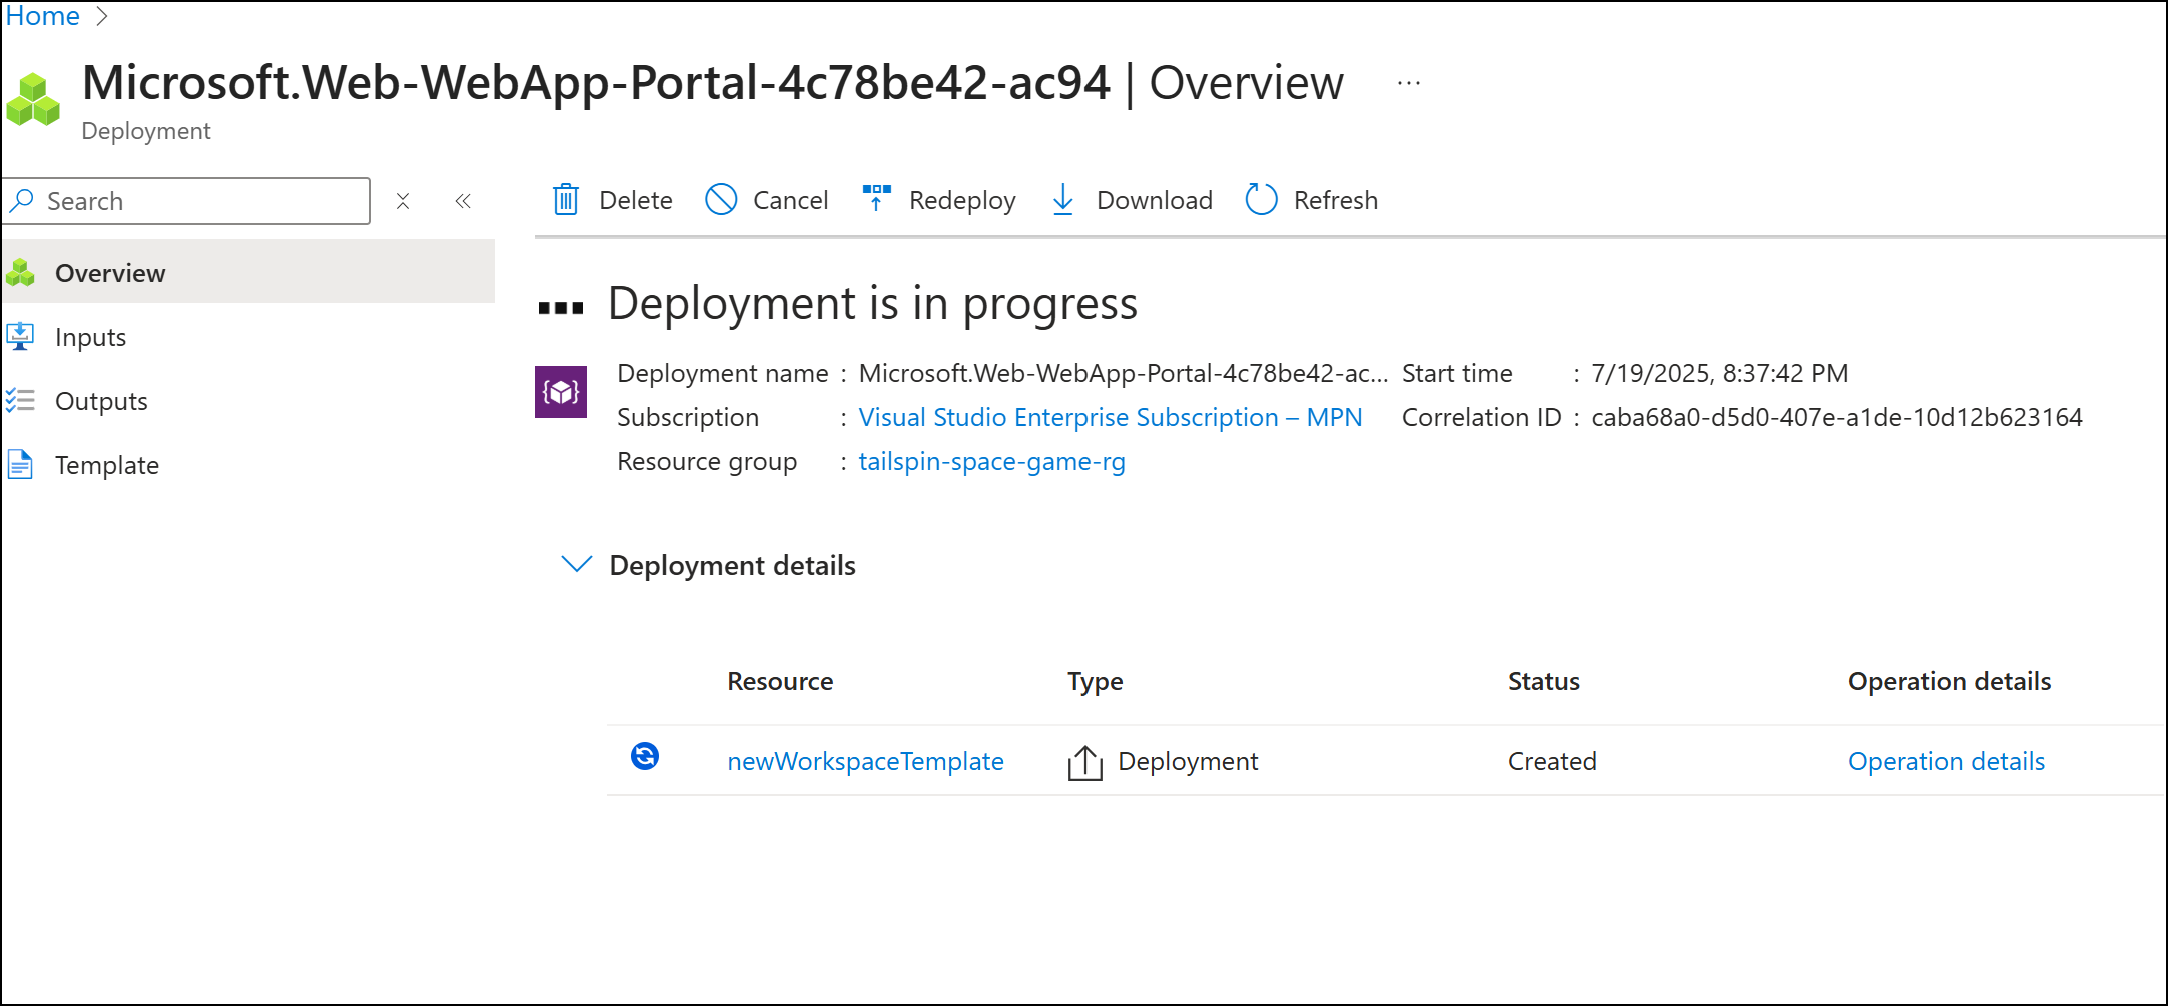 Home
Microsoft.Web-WebApp-Portal-4c78be42-ac94 | Overview ...
Deployment
Search
Delete Cancel Redeploy Download Refresh
Overview
Inputs
Outputs
Template
Deployment is in progress
Deployment name : Microsoft.Web-WebApp-Portal-4c78be42-ac... Start time : 7/19/2025, 8:37:42 PM
Subscription : Visual Studio Enterprise Subscription – MPN Correlation ID : caba68a0-d5d0-407e-a1de-10d12b623164
Resource group : tailspin-space-game-rg
Deployment details
Resource Type Status Operation details
newWorkspaceTemplate Deployment Created Operation details